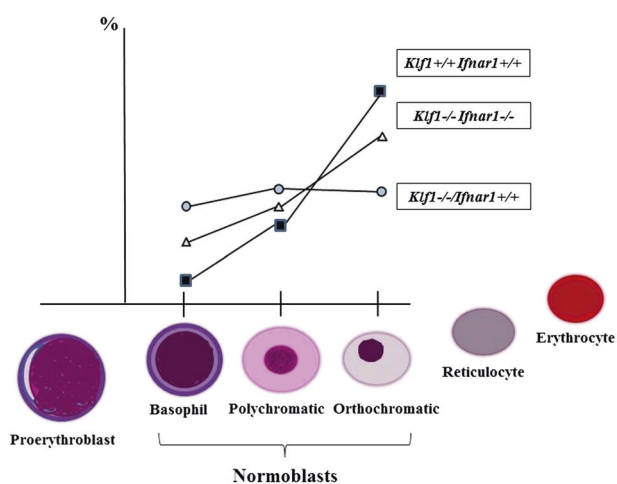 %
Klf1+/+ Ifnar1+/+
Klf1-/- Ifnar1-/-
Klf1-/-/Ifnar1+/+
Erythrocyte
Reticulocyte
Basophil Polychromatic Orthochromatic
Proerythroblast
Normoblasts